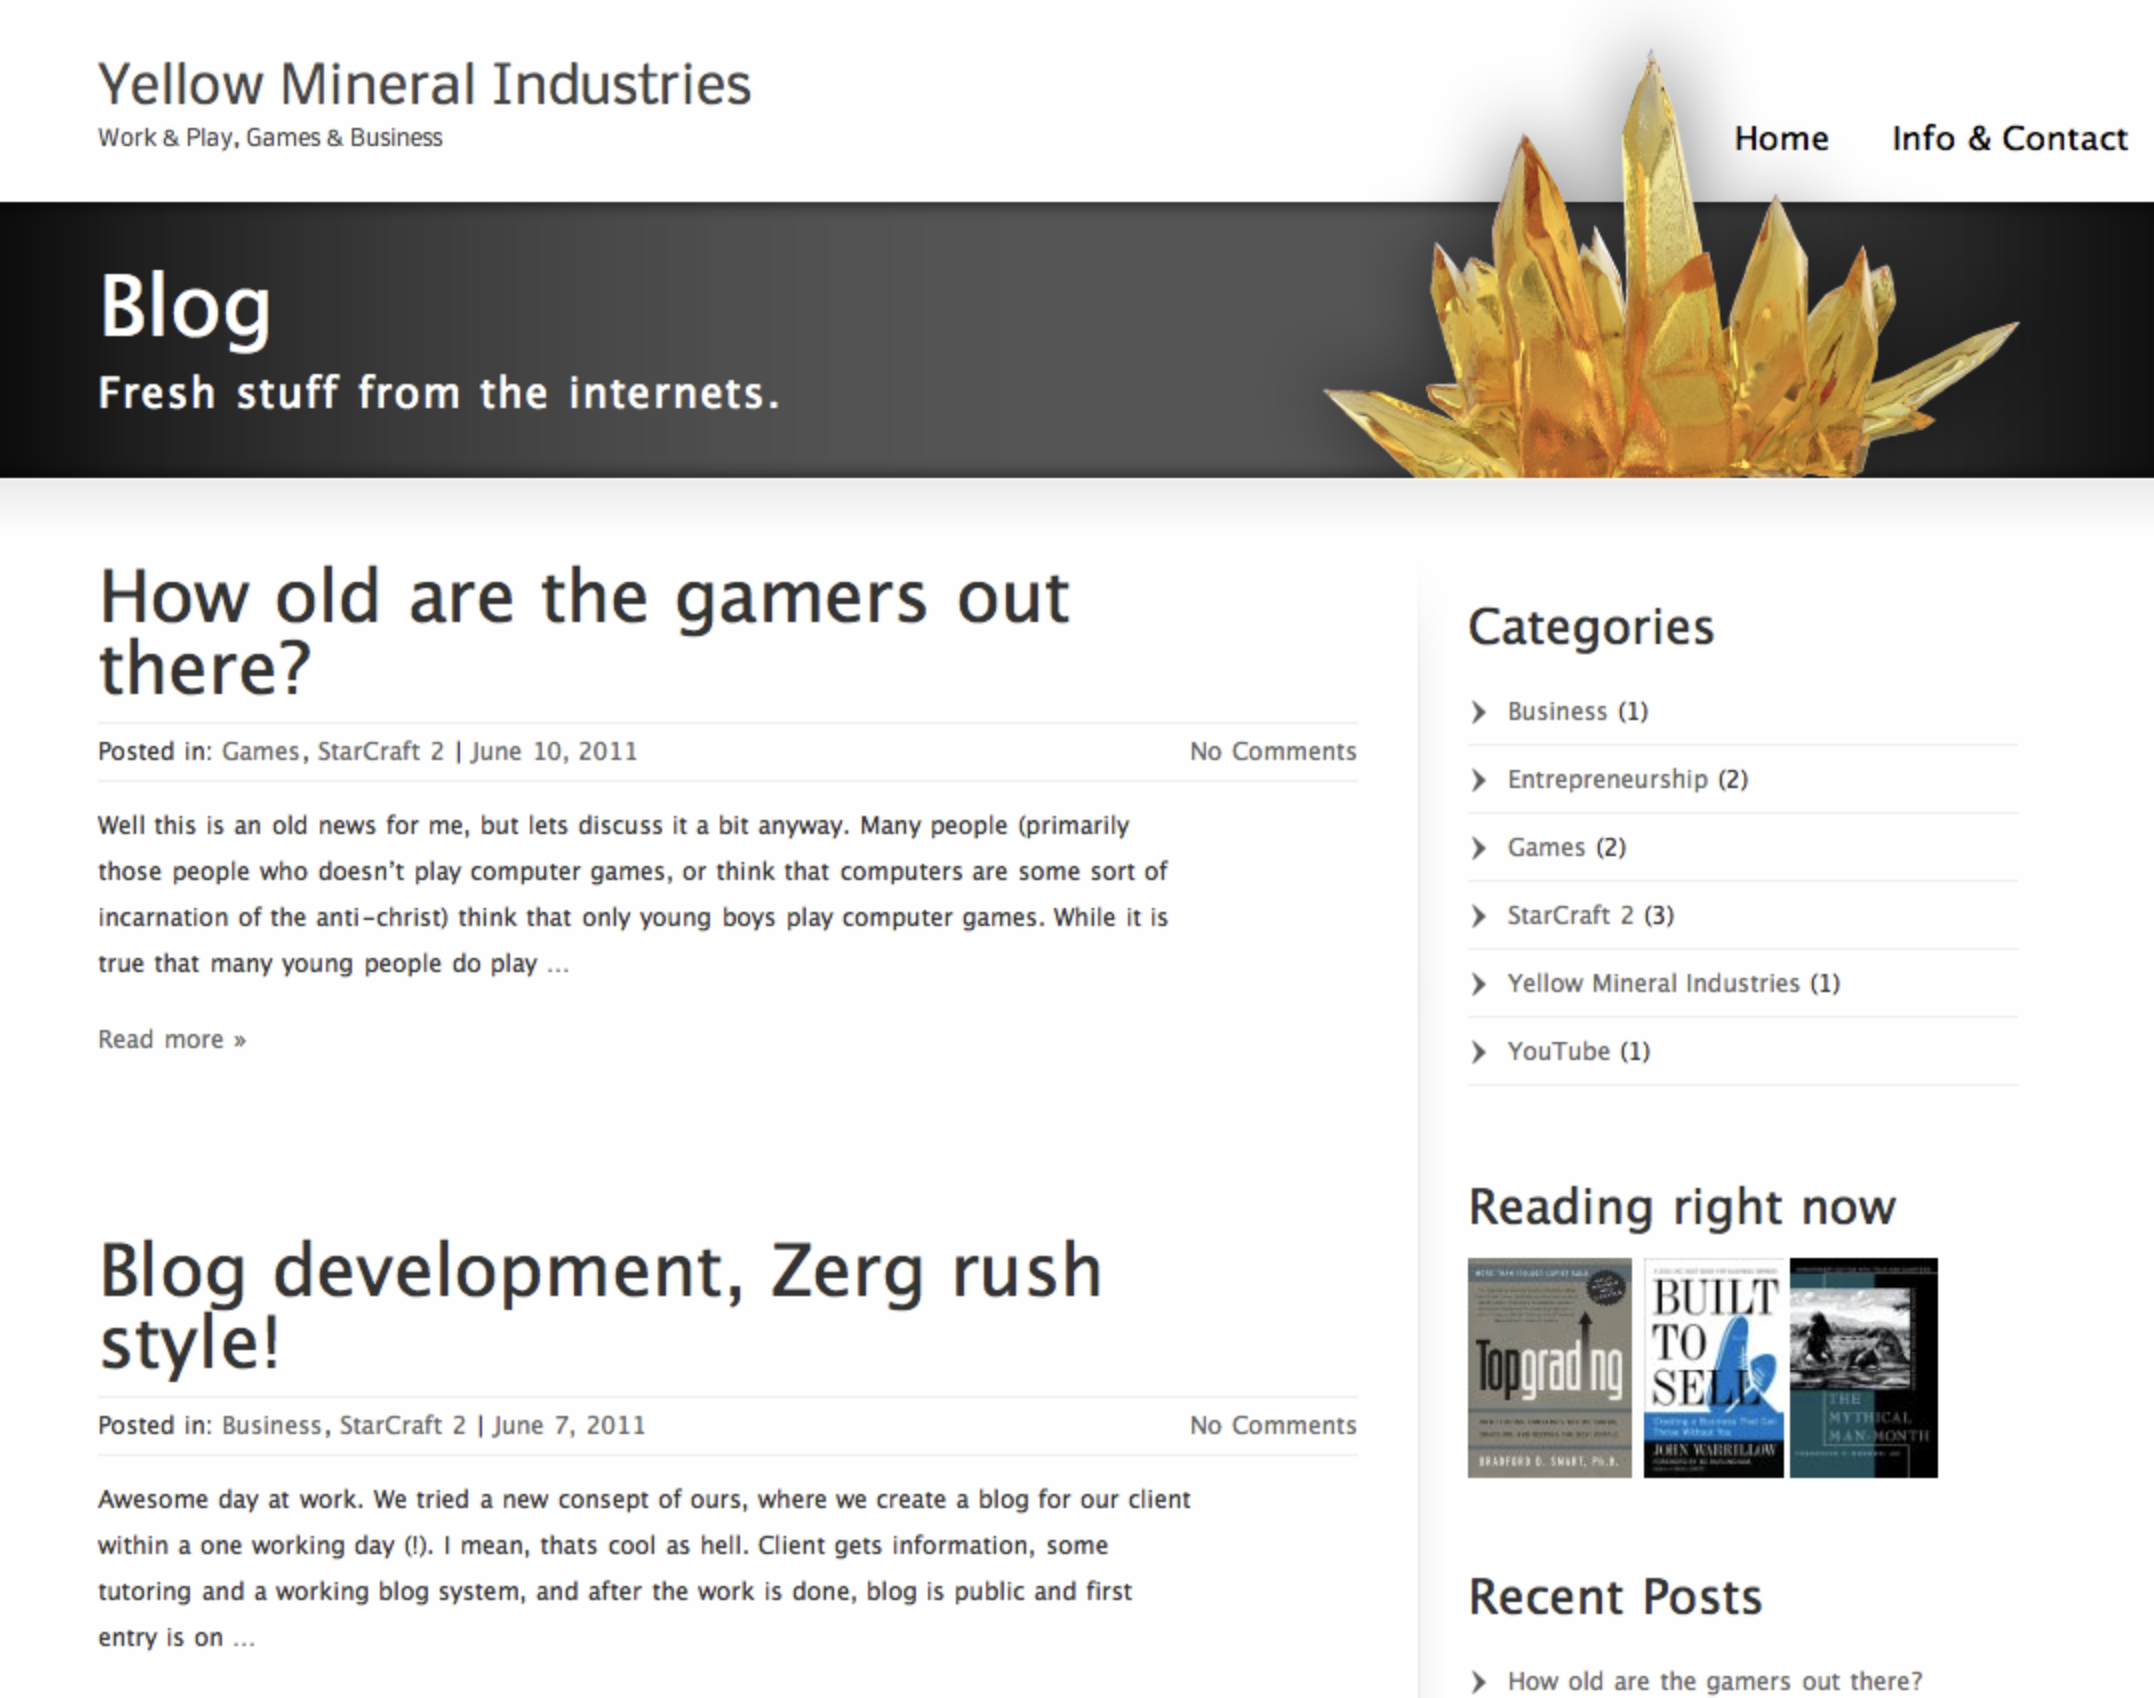 Yellow Mineral Industries
Work & Play, Games & Business
Home Info & Contact
Blog
Fresh stuff from the internets.
How old are the gamers out
there?
Posted in: Games, StarCraft 2 | June 10, 2011 No Comments
Well this is an old news for me, but lets discuss it a bit anyway. Many people (primarily
those people who doesn’t play computer games, or think that computers are some sort of
incarnation of the anti-christ) think that only young boys play computer games. While it is
true that many young people do play ...
Read more »
Blog development, Zerg rush
style!
Posted in: Business, StarCraft 2 | June 7, 2011 No Comments
Awesome day at work. We tried a new consept of ours, where we create a blog for our client
within a one working day (!). I mean, thats cool as hell. Client gets information, some
tutoring and a working blog system, and after the work is done, blog is public and first
entry is on ...
Categories
Business (1)
Entrepreneurship (2)
Games (2)
StarCraft 2 (3)
Yellow Mineral Industries (1)
YouTube (1)
Reading right now
Topgrading
BRADFORD D. SMART, Ph.D.
BUILT
TO
SELL
Creating a Business That Can
Thrive Without You
JOHN WARRILLOW
THE
MYTHICAL
MAN-MONTH
Recent Posts
How old are the gamers out there?